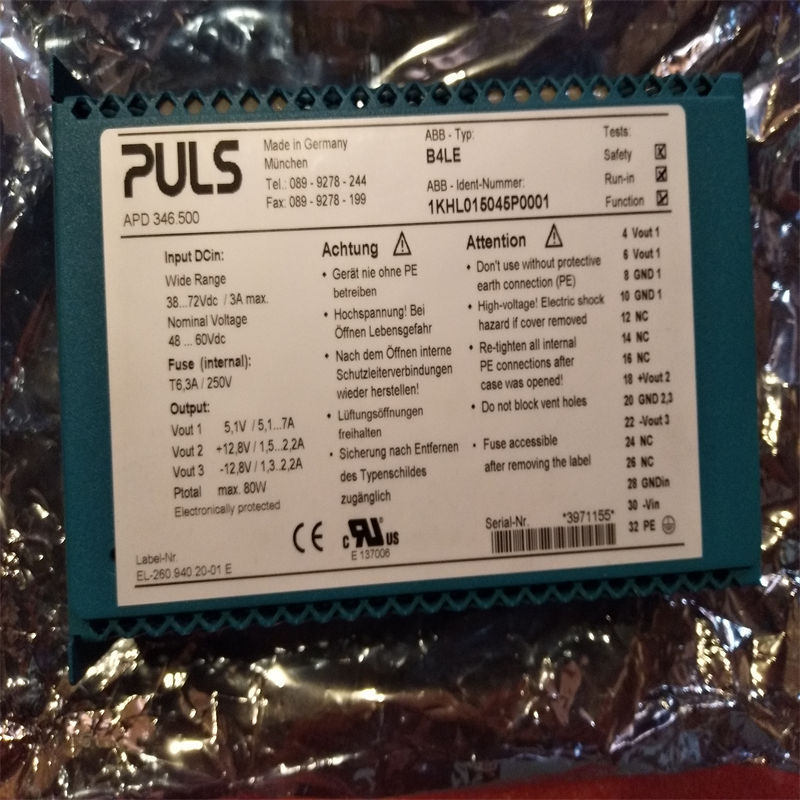 PULS
APD 346.500
Made in Germany
München
Tel.: 089 - 9278 - 244
Fax: 089 - 9278 - 199
ABB - Typ:
B4LE
ABB - Ident-Nummer:
1KHL015045P0001
Tests:
Safety
Run-in
Function
Input DCin:
Wide Range
38...72Vdc / 3A max.
Nominal Voltage
48 ... 60Vdc
Fuse (internal):
T6,3A / 250V
Output:
Vout 1 5,1V / 5,1...7A
Vout 2 +12,8V / 1,5...2,2A
Vout 3 -12,8V / 1,3..2,2A
Ptotal max. 80W
Electronically protected
Achtung
• Gerät nie ohne PE
betreiben
• Hochspannung! Bei
Öffnen Lebensgefahr
• Nach dem Öffnen interne
Schutzleiterverbindungen
wieder herstellen!
• Lüftungsöffnungen
freihalten
• Sicherung nach Entfernen
des Typenschildes
zugänglich
Attention
• Don't use without protective
earth connection (PE)
• High-voltage! Electric shock
hazard if cover removed
• Re-tighten all internal
PE connections after
case was opened!
• Do not block vent holes
• Fuse accessible
after removing the label
4 Vout 1
6 Vout 1
8 GND 1
10 GND 1
12 NC
14 NC
16 NC
18 +Vout 2
20 GND 2,3
22 -Vout 3
24 NC
26 NC
28 GNDin
30 -Vin
32 PE
CE
c RU US
E 137006
Serial-Nr. *3971155*
Label-Nr.
EL-260.940.20-01 E